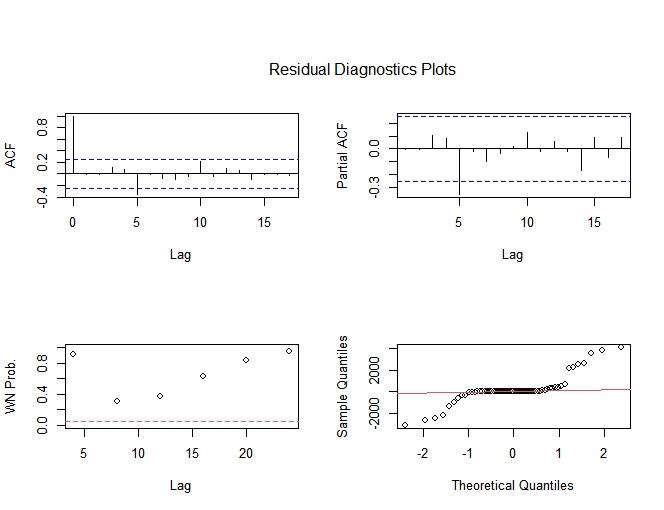 Residual Diagnostics Plots
ACF
-0.4 0.2 0.8
0 5 10 15
Lag
Partial ACF
-0.3 0.0
5 10 15
Lag
WN Prob.
0.0 0.4 0.8
5 10 15 20
Lag
Sample Quantiles
-2000 2000
-2 -1 0 1 2
Theoretical Quantiles